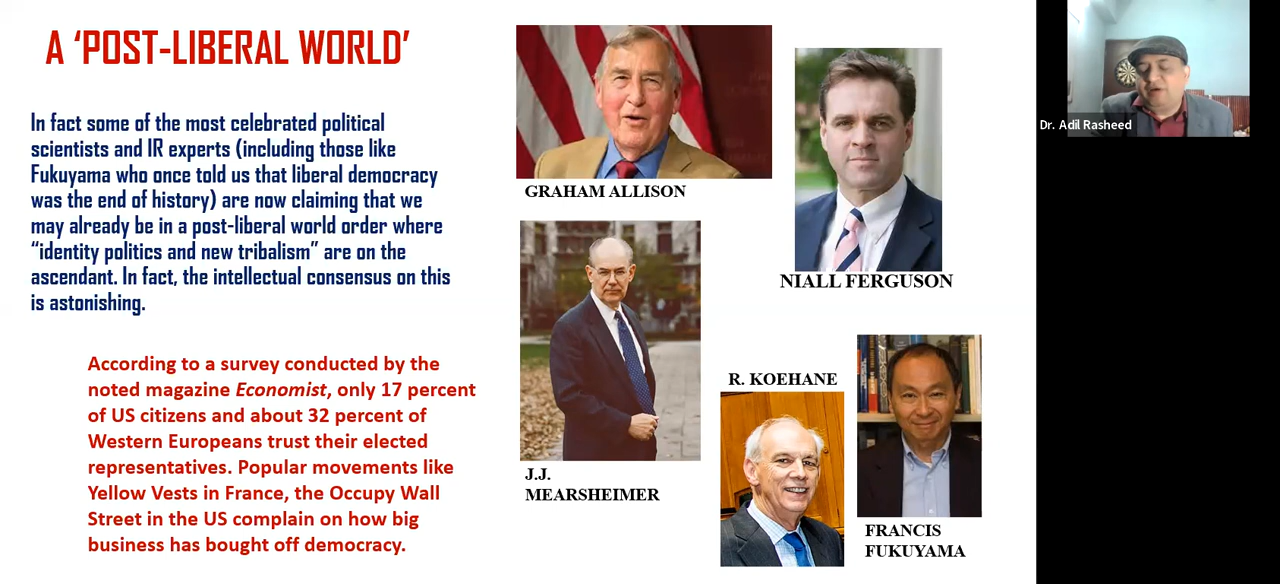 A ‘POST-LIBERAL WORLD’
In fact some of the most celebrated political
scientists and IR experts (including those like
Fukuyama who once told us that liberal democracy
was the end of history) are now claiming that we
may already be in a post-liberal world order where
“identity politics and new tribalism” are on the
ascendant. In fact, the intellectual consensus on this
is astonishing.
According to a survey conducted by the
noted magazine Economist, only 17 percent
of US citizens and about 32 percent of
Western Europeans trust their elected
representatives. Popular movements like
Yellow Vests in France, the Occupy Wall
Street in the US complain on how big
business has bought off democracy.
GRAHAM ALLISON
NIALL FERGUSON
J.J.
MEARSHEIMER
R. KOEHANE
FRANCIS
FUKUYAMA
Dr. Adil Rasheed